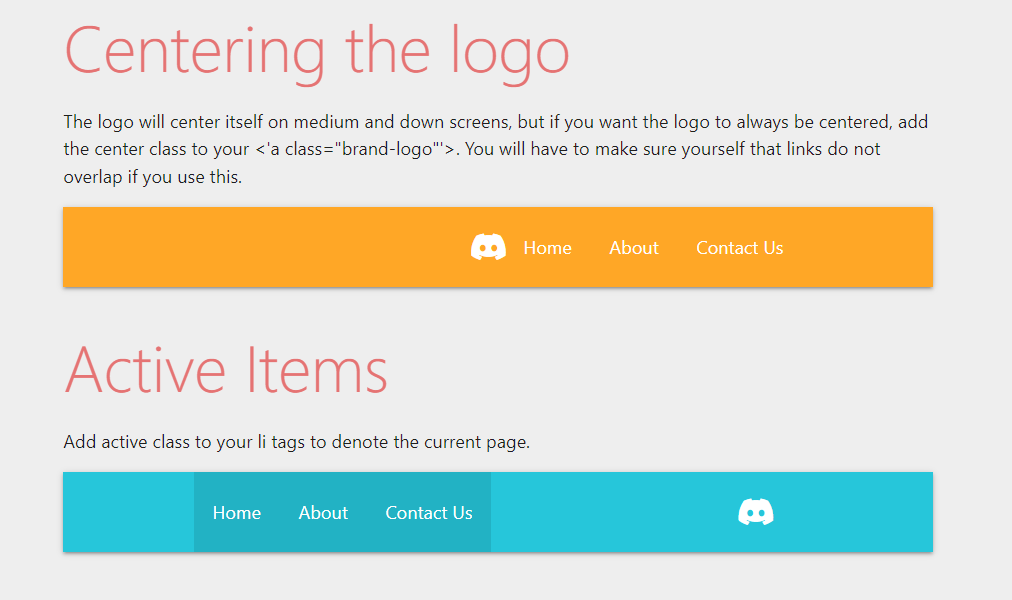 Centering the logo
The logo will center itself on medium and down screens, but if you want the logo to always be centered, add
the center class to your <'a class="brand-logo"'>. You will have to make sure yourself that links do not
overlap if you use this.
Home About Contact Us
Active Items
Add active class to your li tags to denote the current page.
Home About Contact Us